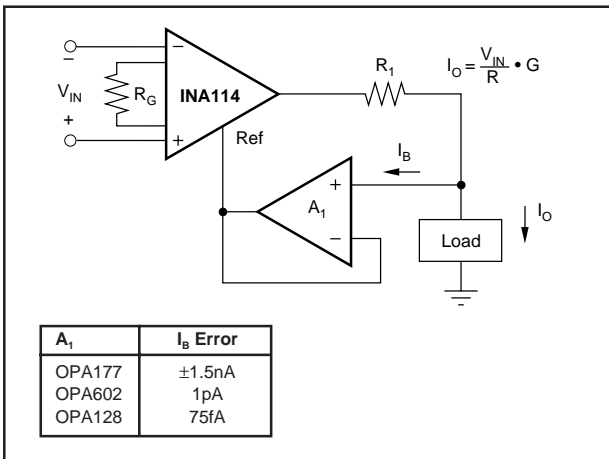 −
V_IN
+
R_G
−
INA114
+
Ref
R_1
I_O = V_IN / R • G
I_B
+
A_1
−
Load
I_O
A_1 I_B Error
OPA177 ±1.5nA
OPA602 1pA
OPA128 75fA